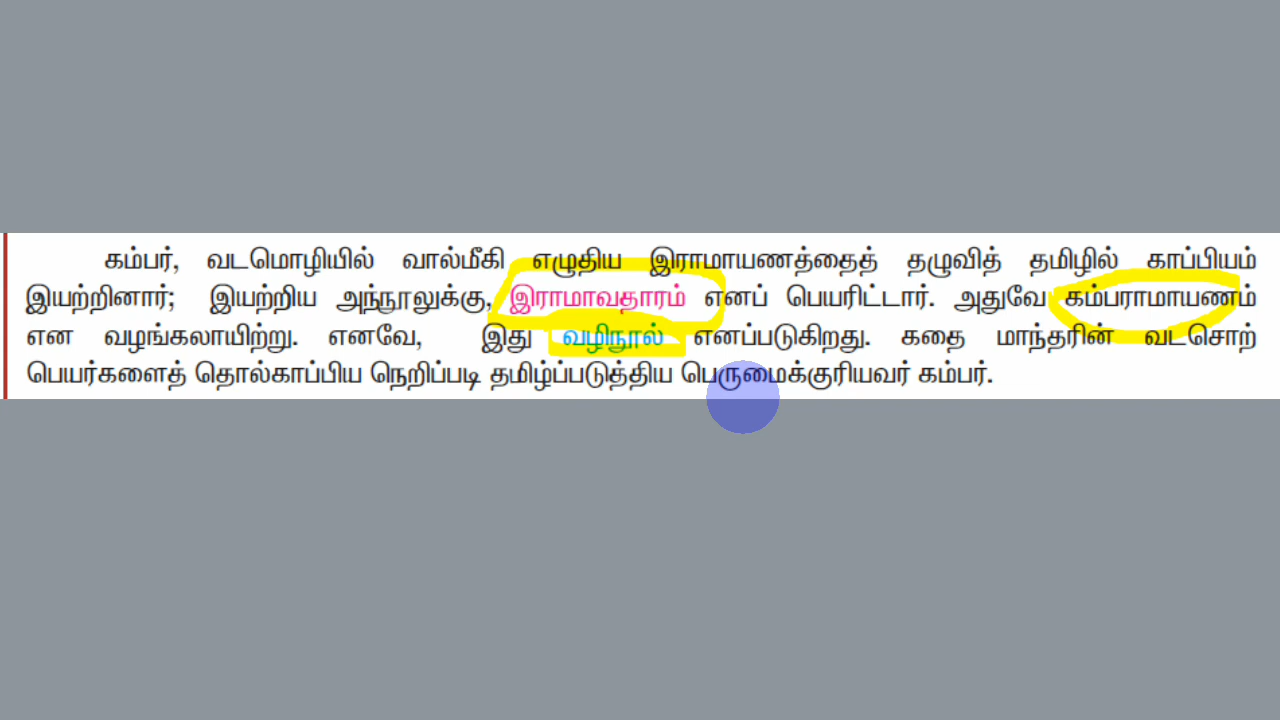 கம்பர், வடமொழியில் வால்மீகி எழுதிய இராமாயணத்தைத் தழுவித் தமிழில் காப்பியம்
இயற்றினார்; இயற்றிய அந்நூலுக்கு, இராமாவதாரம் எனப் பெயரிட்டார். அதுவே கம்பராமாயணம்
என வழங்கலாயிற்று. எனவே, இது வழிநூல் எனப்படுகிறது. கதை மாந்தரின் வடசொற்
பெயர்களைத் தொல்காப்பிய நெறிப்படி தமிழ்ப்படுத்திய பெருமைக்குரியவர் கம்பர்.